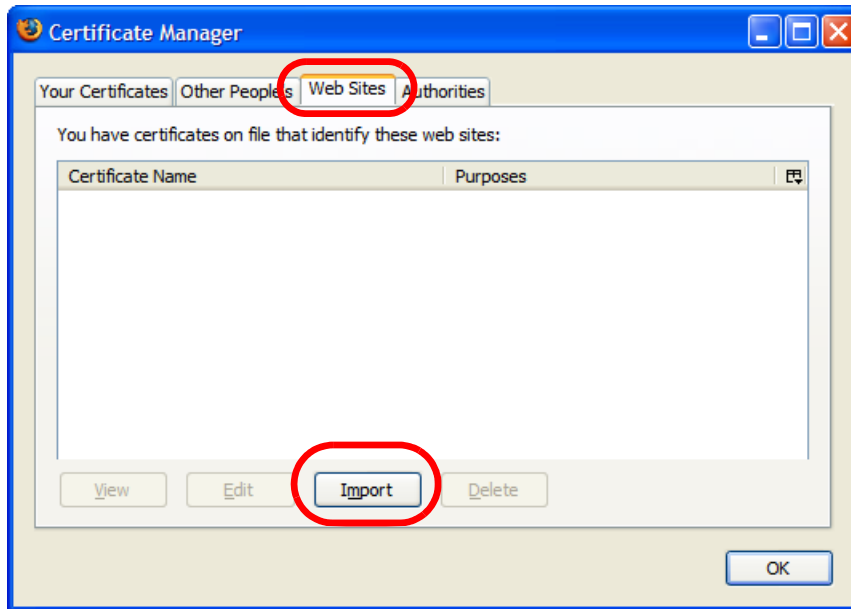 Certificate Manager
Your Certificates Other People's Web Sites Authorities
You have certificates on file that identify these web sites:
Certificate Name Purposes
View Edit Import Delete
OK